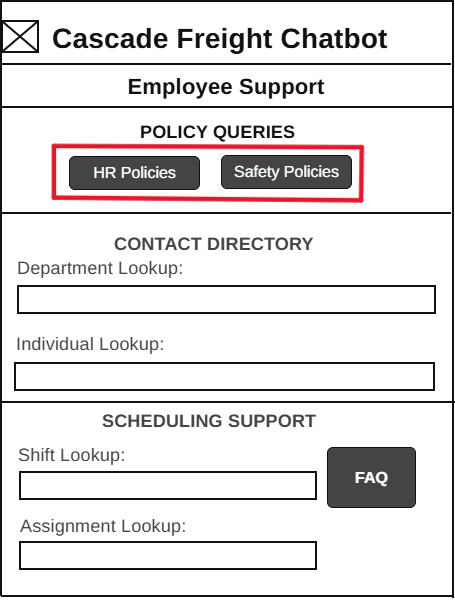 Cascade Freight Chatbot
Employee Support
POLICY QUERIES
HR Policies Safety Policies
CONTACT DIRECTORY
Department Lookup:
Individual Lookup:
SCHEDULING SUPPORT
Shift Lookup:
FAQ
Assignment Lookup: